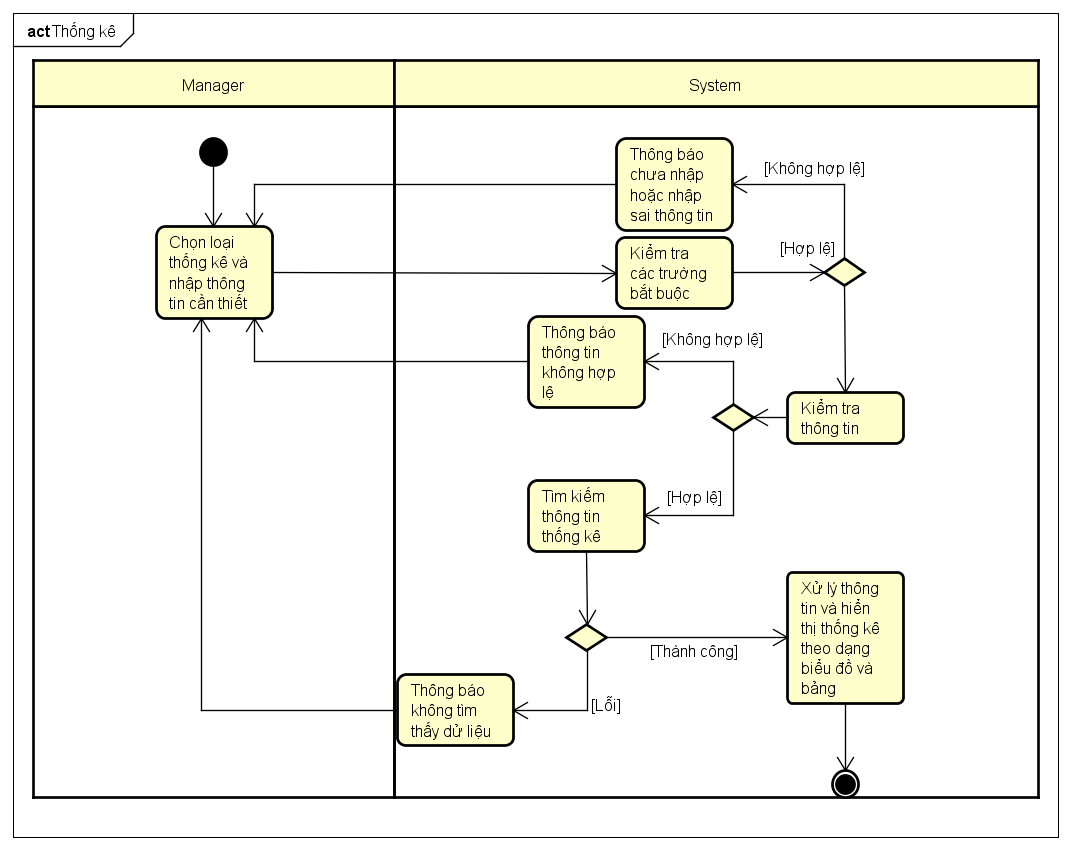 act Thống kê
Manager
System
Thông báo
chưa nhập
hoặc nhập
sai thông tin
[Không hợp lệ]
Chọn loại
thống kê và
nhập thông
tin cần thiết
Kiểm tra
các trường
bắt buộc
[Hợp lệ]
Thông báo
thông tin
không hợp
lệ
[Không hợp lệ]
Kiểm tra
thông tin
Tìm kiếm
thông tin
thống kê
[Hợp lệ]
Xử lý thông
tin và hiển
thị thống kê
theo dạng
biểu đồ và
bảng
[Thành công]
Thông báo
không tìm
thấy dử liệu
[Lỗi]